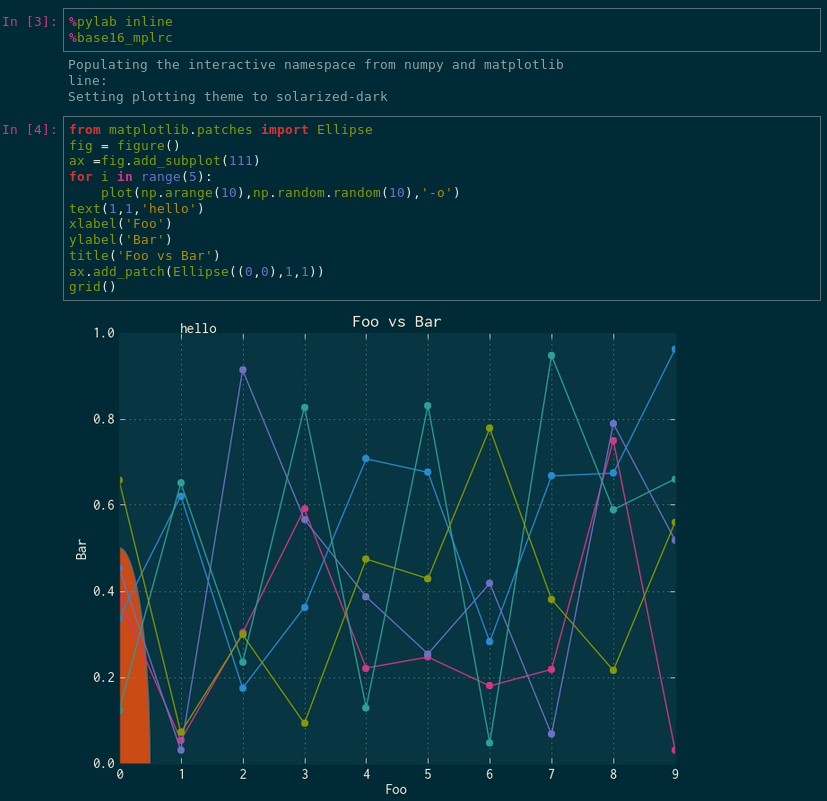 In [3]: %pylab inline
%base16_mplrc
Populating the interactive namespace from numpy and matplotlib
line:
Setting plotting theme to solarized-dark
In [4]: from matplotlib.patches import Ellipse
fig = figure()
ax =fig.add_subplot(111)
for i in range(5):
    plot(np.arange(10),np.random.random(10),'-o')
text(1,1,'hello')
xlabel('Foo')
ylabel('Bar')
title('Foo vs Bar')
ax.add_patch(Ellipse((0,0),1,1))
grid()
Foo vs Bar
hello
1.0
0.8
0.6
Bar
0.4
0.2
0.0
0 1 2 3 4 5 6 7 8 9
Foo